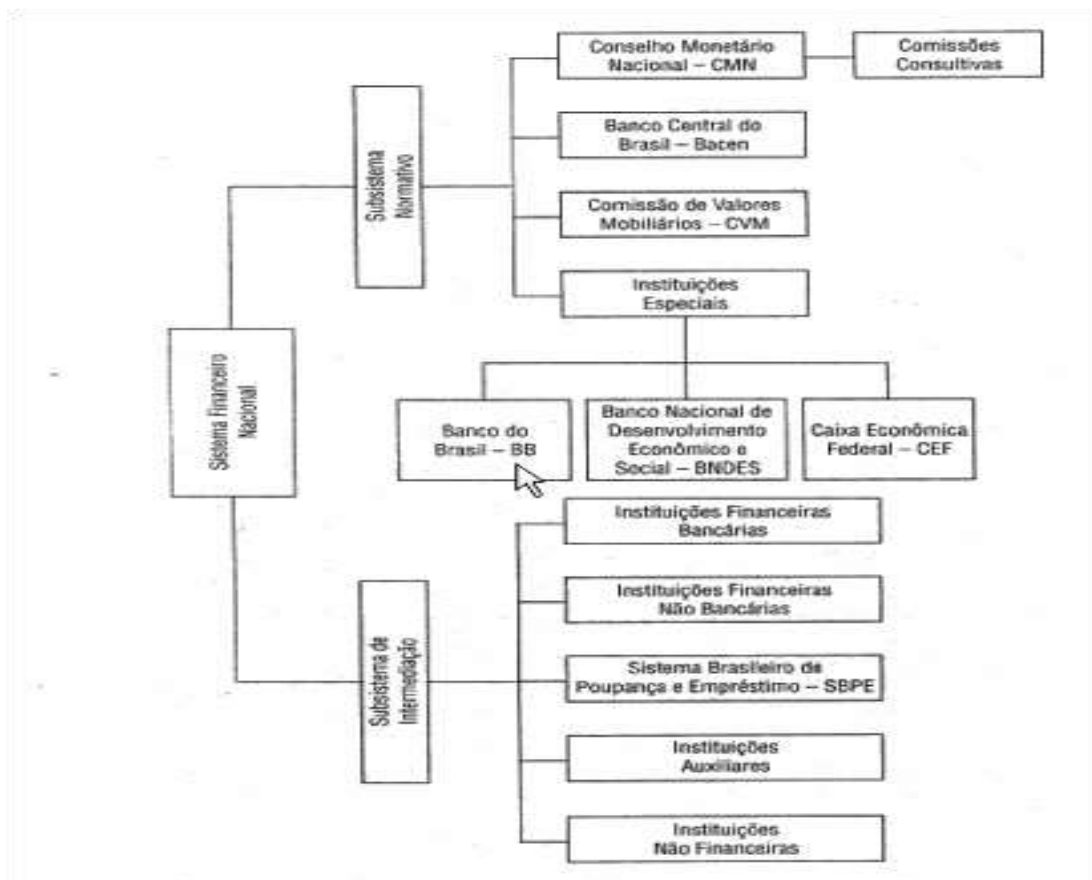 Conselho Monetário
Nacional – CMN
Comissões
Consultivas
Subsistema
Normativo
Banco Central do
Brasil – Bacen
Comissão de Valores
Mobiliários – CVM
Instituições
Especiais
Sistema Financeiro
Nacional
Banco do
Brasil – BB
Banco Nacional de
Desenvolvimento
Econômico e
Social – BNDES
Caixa Econômica
Federal – CEF
Instituições Financeiras
Bancárias
Subsistema de
Intermediação
Instituições Financeiras
Não Bancárias
Sistema Brasileiro de
Poupança e Empréstimo – SBPE
Instituições
Auxiliares
Instituições
Não Financeiras